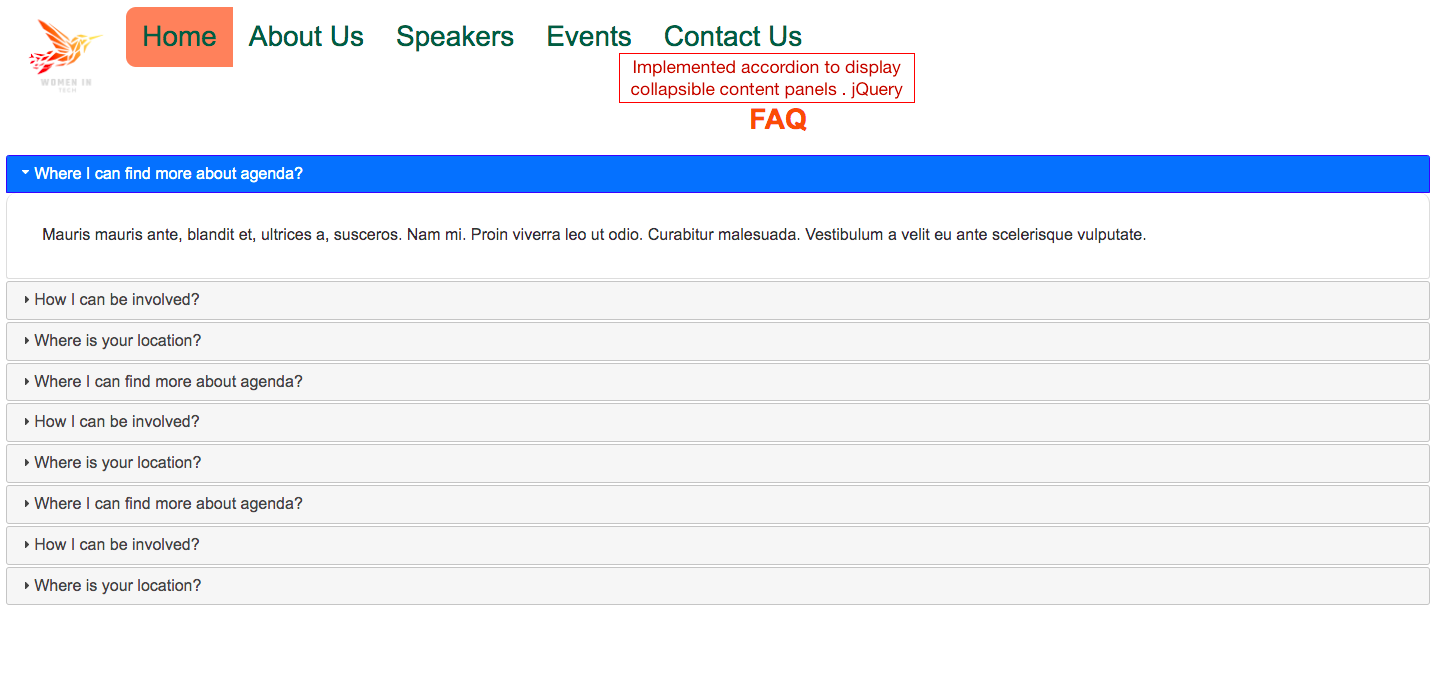 WOMEN IN
TECH
Home About Us Speakers Events Contact Us
Implemented accordion to display
collapsible content panels . jQuery
FAQ
Where I can find more about agenda?
Mauris mauris ante, blandit et, ultrices a, susceros. Nam mi. Proin viverra leo ut odio. Curabitur malesuada. Vestibulum a velit eu ante scelerisque vulputate.
How I can be involved?
Where is your location?
Where I can find more about agenda?
How I can be involved?
Where is your location?
Where I can find more about agenda?
How I can be involved?
Where is your location?